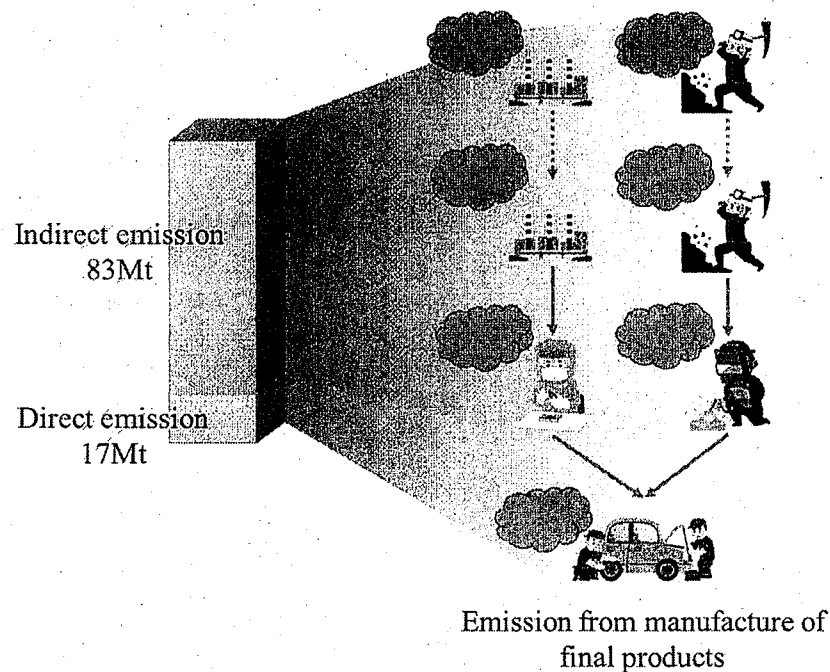 Indirect emission
83Mt
Direct emission
17Mt
Emission from manufacture of
final products